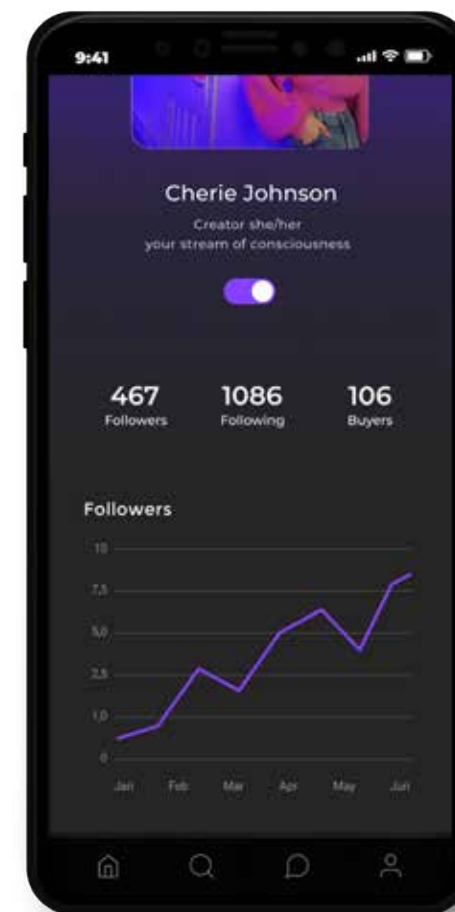 9:41
Cherie Johnson
Creator she/her
your stream of consciousness
467 1086 106
Followers Following Buyers
Followers
10
7,5
5,0
2,5
1,0
0
Jan Feb Mar Apr May Jun